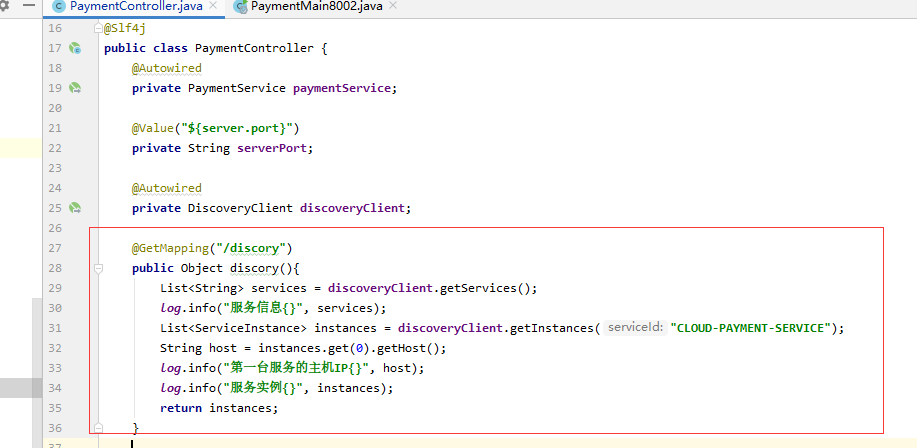 PaymentController.java × PaymentMain8002.java ×
16 @Slf4j
17 public class PaymentController {
18 @Autowired
19 private PaymentService paymentService;
20
21 @Value("${server.port}")
22 private String serverPort;
23
24 @Autowired
25 private DiscoveryClient discoveryClient;
26
27 @GetMapping("/discory")
28 public Object discory(){
29 List<String> services = discoveryClient.getServices();
30 log.info("服务信息{}", services);
31 List<ServiceInstance> instances = discoveryClient.getInstances( serviceId: "CLOUD-PAYMENT-SERVICE");
32 String host = instances.get(0).getHost();
33 log.info("第一台服务的主机IP{}", host);
34 log.info("服务实例{}", instances);
35 return instances;
36 }
37